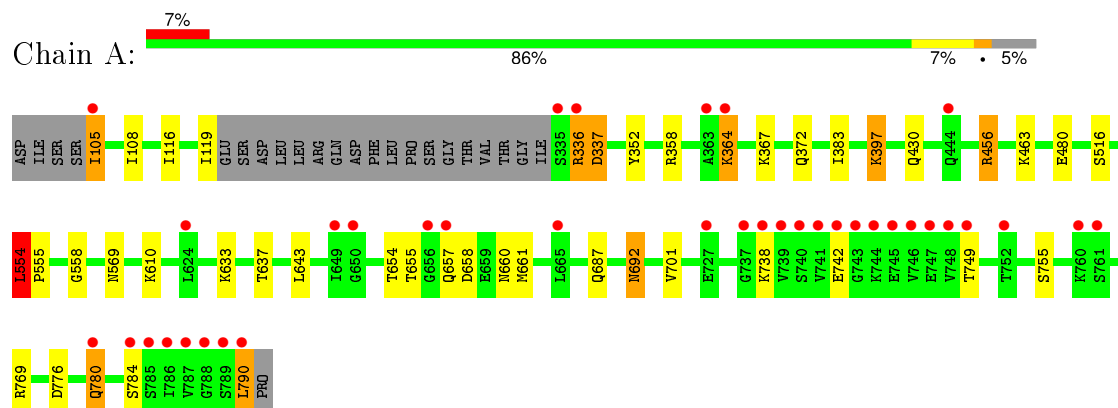 7%
Chain A:
86% 7% • 5%
ASP ILE SER SER I105 I108 I116 I119 GLU SER ASP LEU LEU ARG GLN ASP PHE LEU PRO SER GLY THR VAL THR GLY ILE S335 R336 D337 Y352 R358 A363 K364 K367 Q372 I383 K397 Q430 Q444 R456 K463 E480 S516
L554 P555 G558 N569 K610 L624 K633 T637 L643 I649 G650 T654 T655 G656 Q657 D658 E659 N660 M661 L665 Q687 N692 V701 E727 G737 K738 V739 S740 V741 E742 G743 K744 E745 V746 E747 V748 T749 T752 S755 K760 S761
R769 D776 Q780 S784 S785 I786 V787 G788 S789 L790 PRO